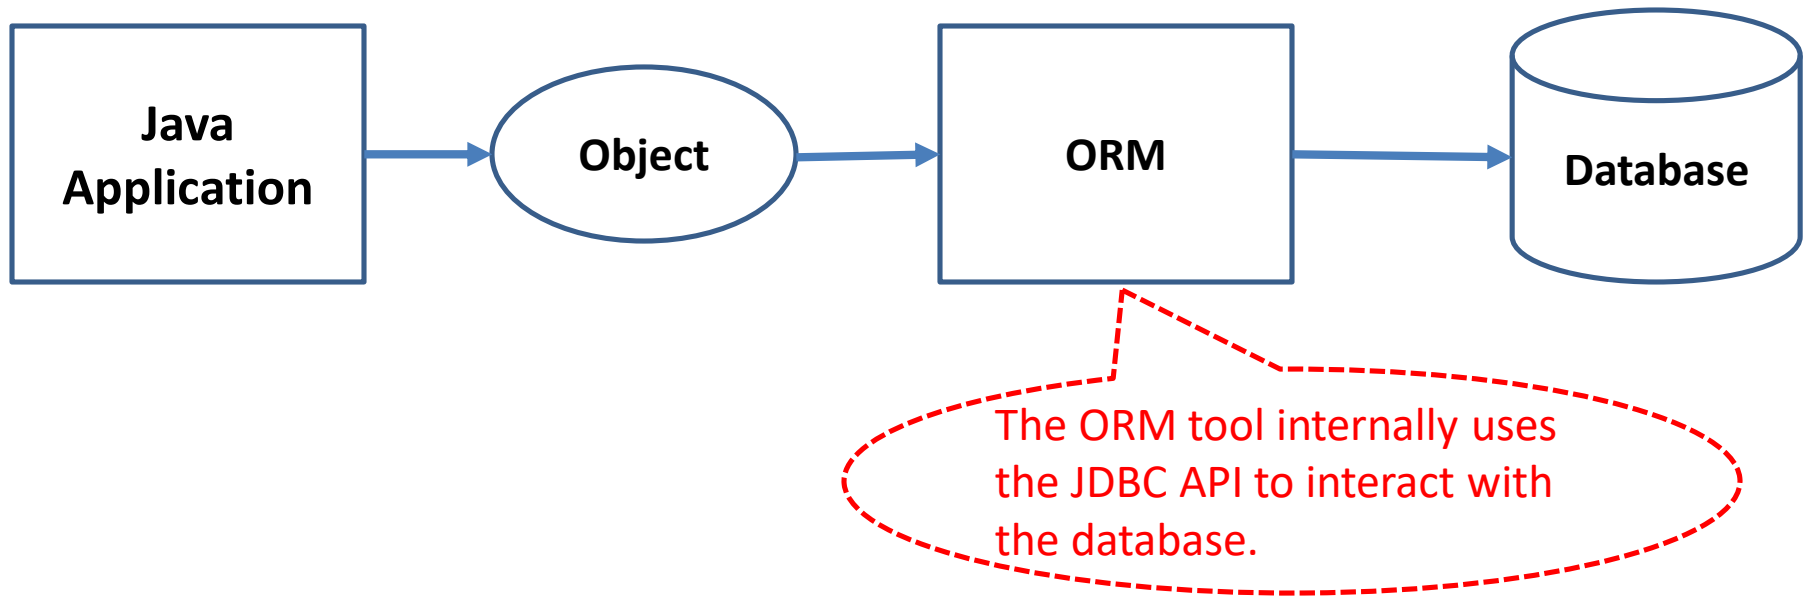 Java
Application
Object
ORM
Database
The ORM tool internally uses
the JDBC API to interact with
the database.